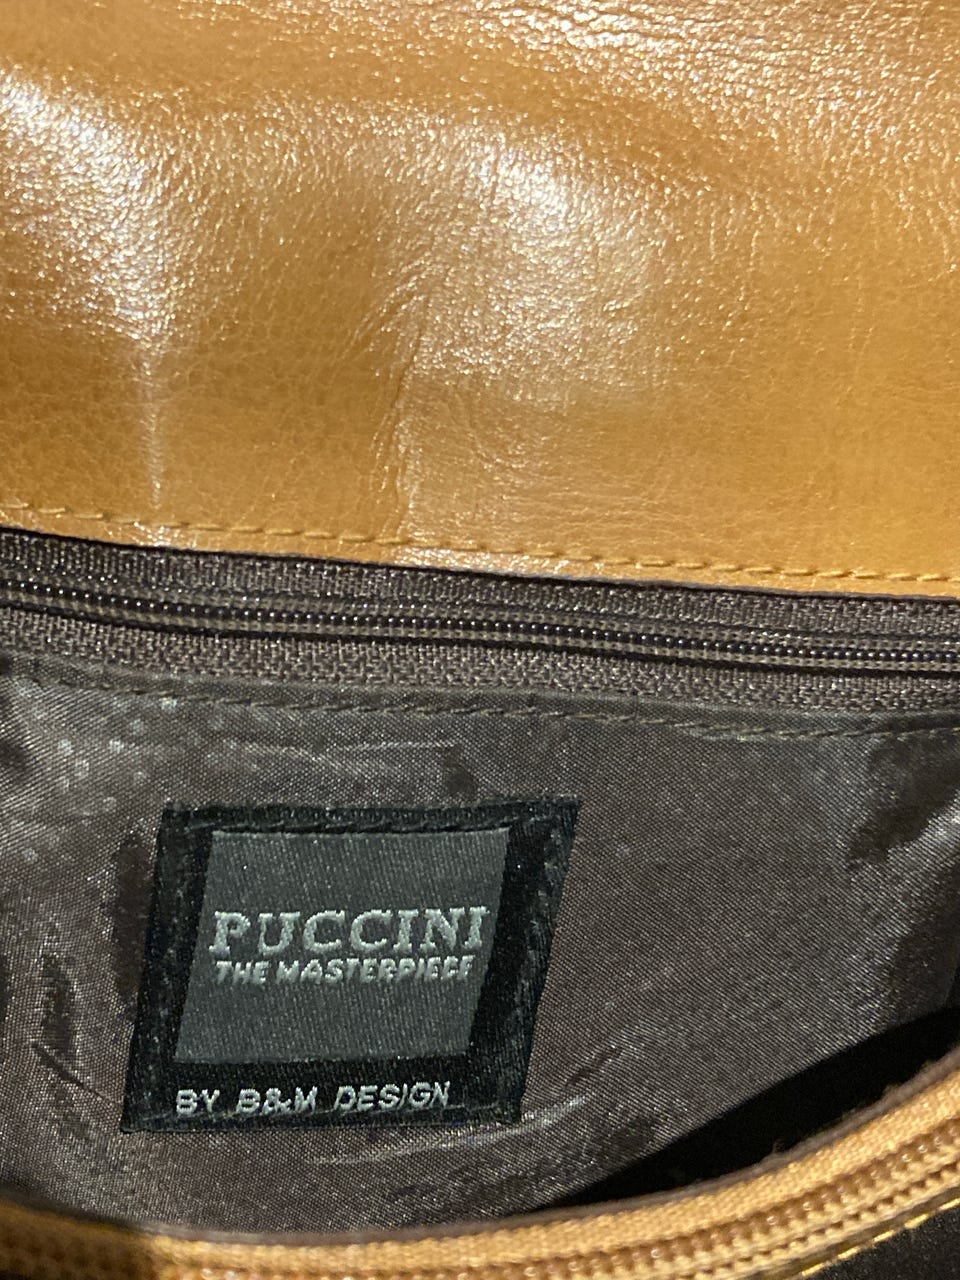 PUCCINI
THE MASTERPIECE
BY B&M DESIGN